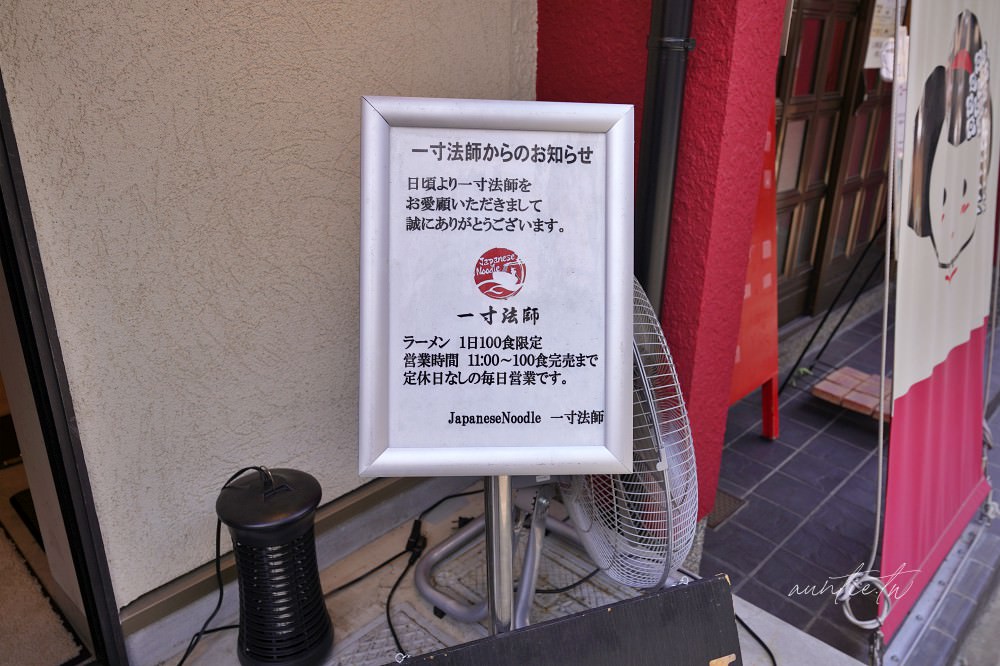 一寸法師からのお知らせ
日頃より一寸法師を
お愛顧いただきまして
誠にありがとうございます。
Japanese
Noodle
一寸法師
ラーメン 1日100食限定
営業時間 11:00～100食完売まで
定休日なしの毎日営業です。
JapaneseNoodle 一寸法師
auntie.tw